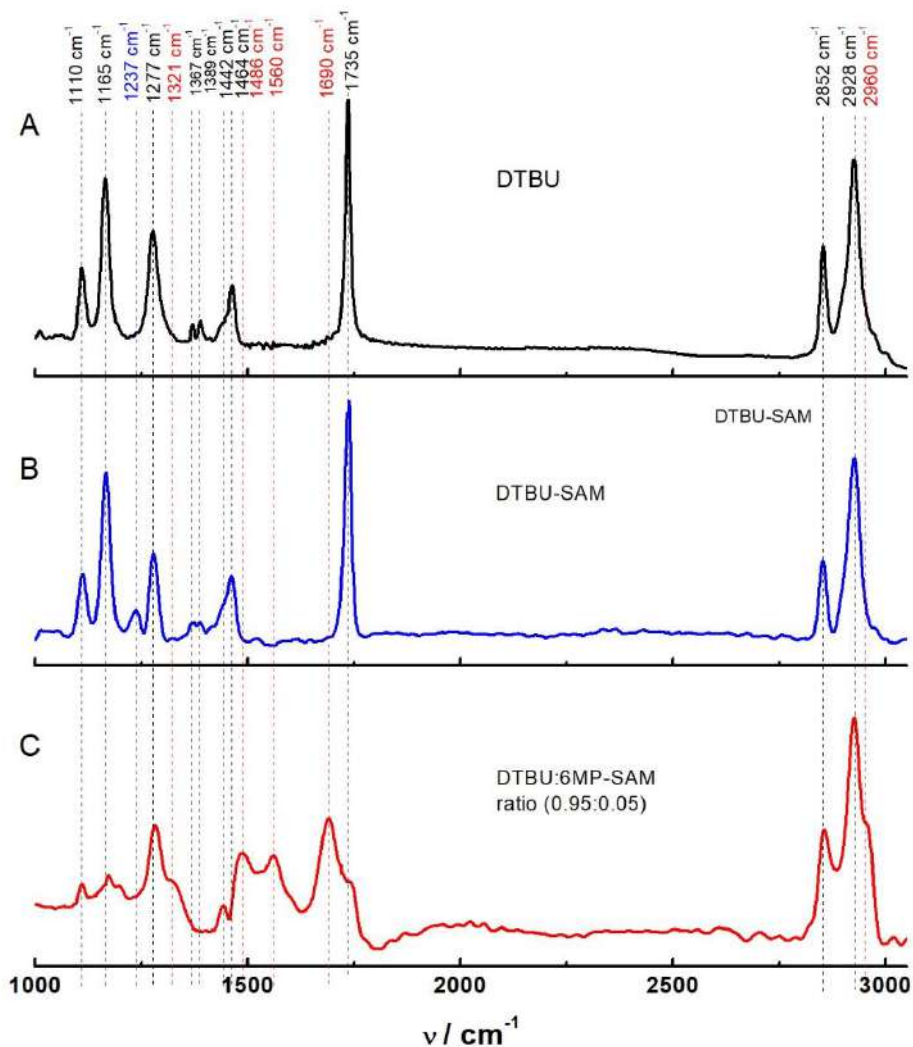 1110 cm⁻¹
1165 cm⁻¹
1237 cm⁻¹
1277 cm⁻¹
1321 cm⁻¹
1367 cm⁻¹
1389 cm⁻¹
1442 cm⁻¹
1464 cm⁻¹
1486 cm⁻¹
1560 cm⁻¹
1690 cm⁻¹
1735 cm⁻¹
2852 cm⁻¹
2928 cm⁻¹
2960 cm⁻¹
A
DTBU
B
DTBU-SAM
DTBU-SAM
C
DTBU:6MP-SAM
ratio (0.95:0.05)
1000 1500 2000 2500 3000
ν / cm⁻¹